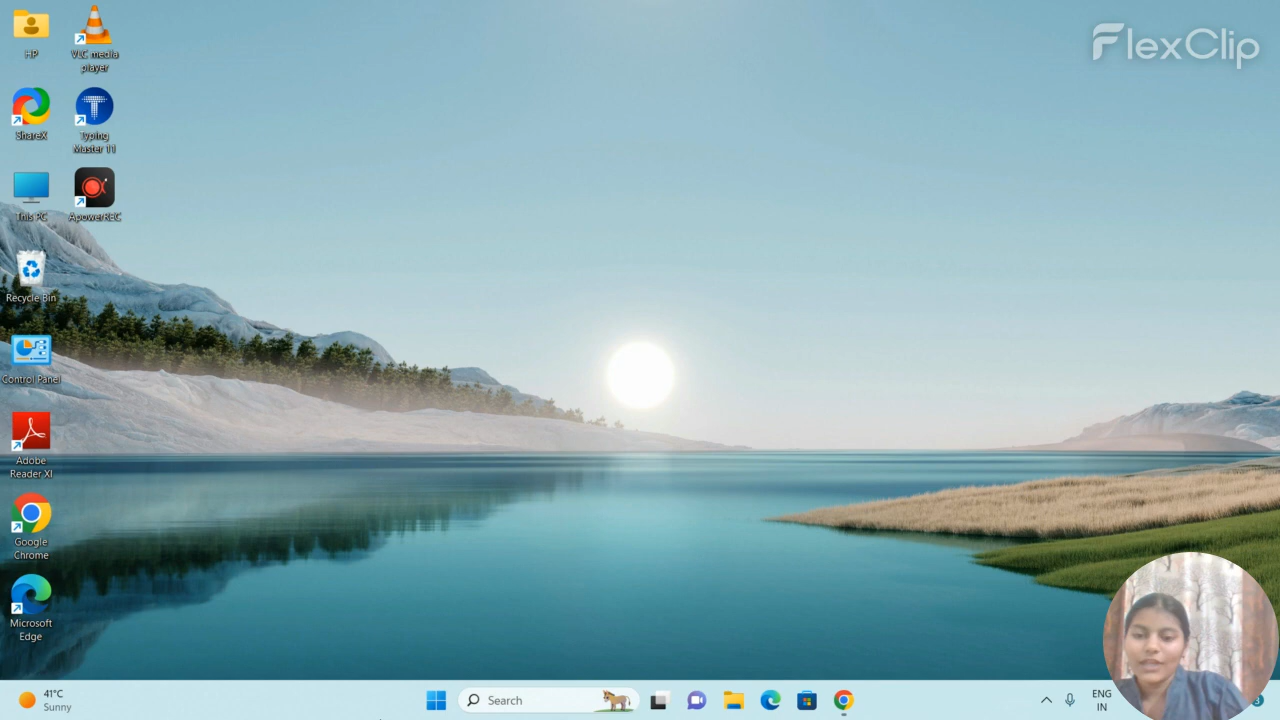 HP
VLC media
player
FlexClip
ShareX
Typing
Master 11
This PC
ApowerREC
Recycle Bin
Control Panel
Adobe
Reader XI
Google
Chrome
Microsoft
Edge
41°C
Sunny
Search
ENG
IN
3